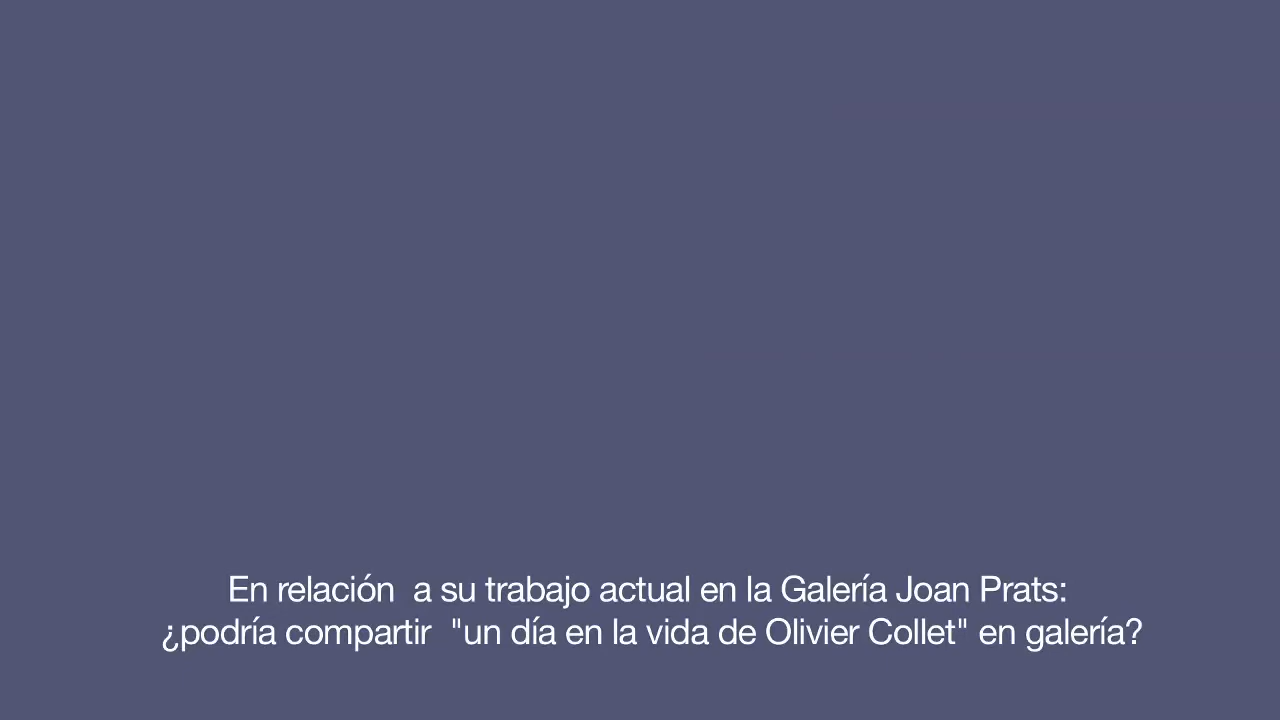 En relación  a su trabajo actual en la Galería Joan Prats:
¿podría compartir  "un día en la vida de Olivier Collet" en galería?